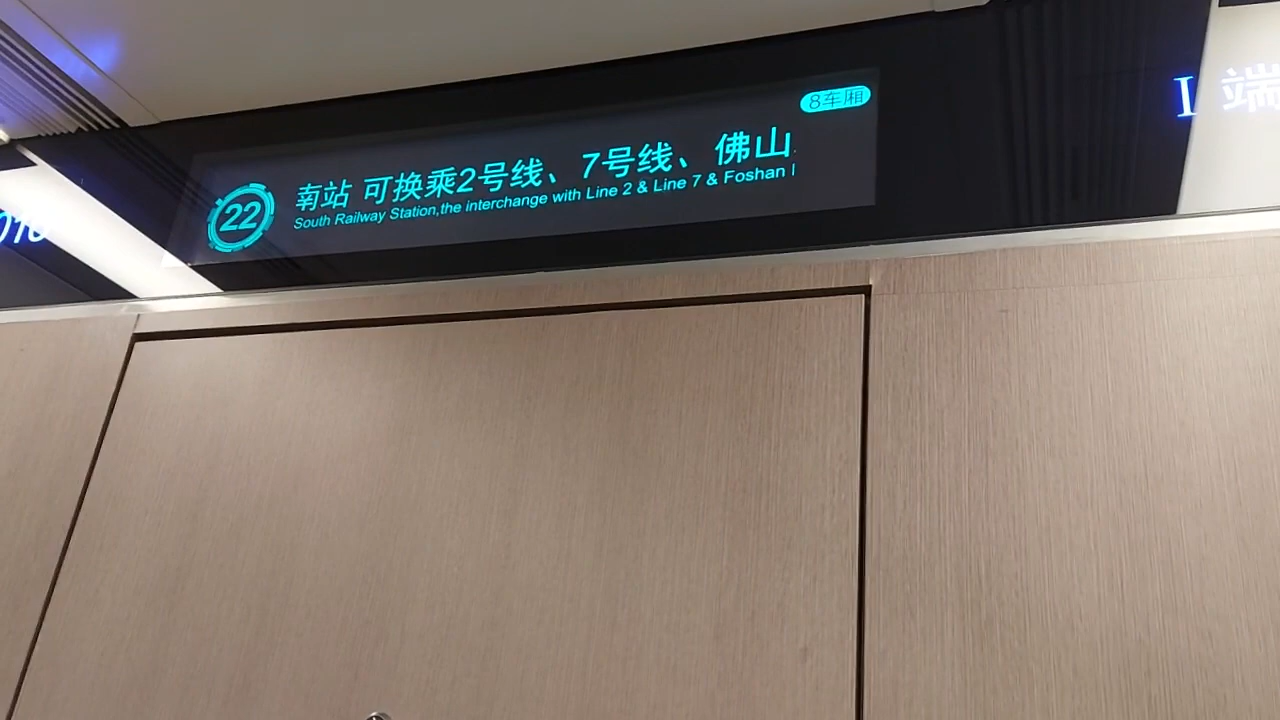 8车厢
22
南站 可换乘2号线、7号线、佛山
South Railway Station,the interchange with Line 2 & Line 7 & Foshan
端